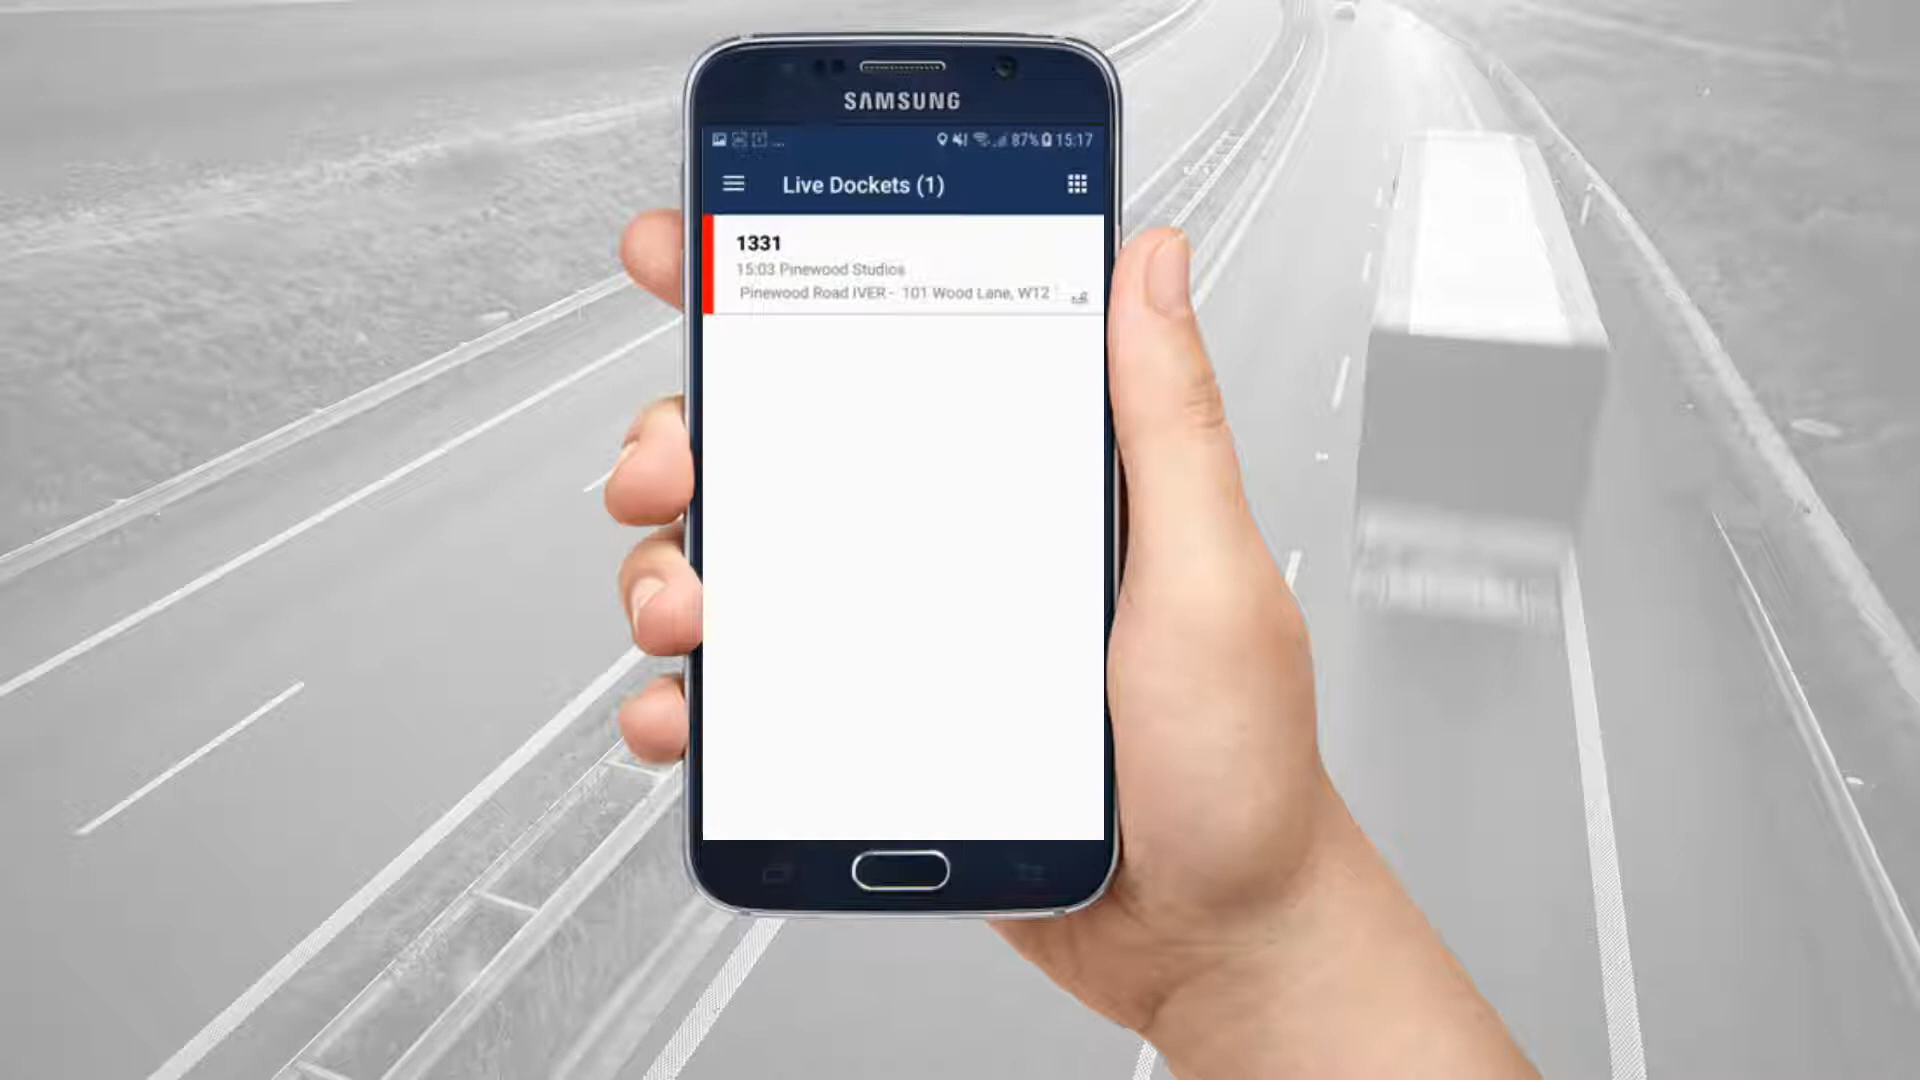 SAMSUNG
87% 15:17
Live Dockets (1)
1331
15:03 Pinewood Studios
Pinewood Road IVER - 101 Wood Lane, W12